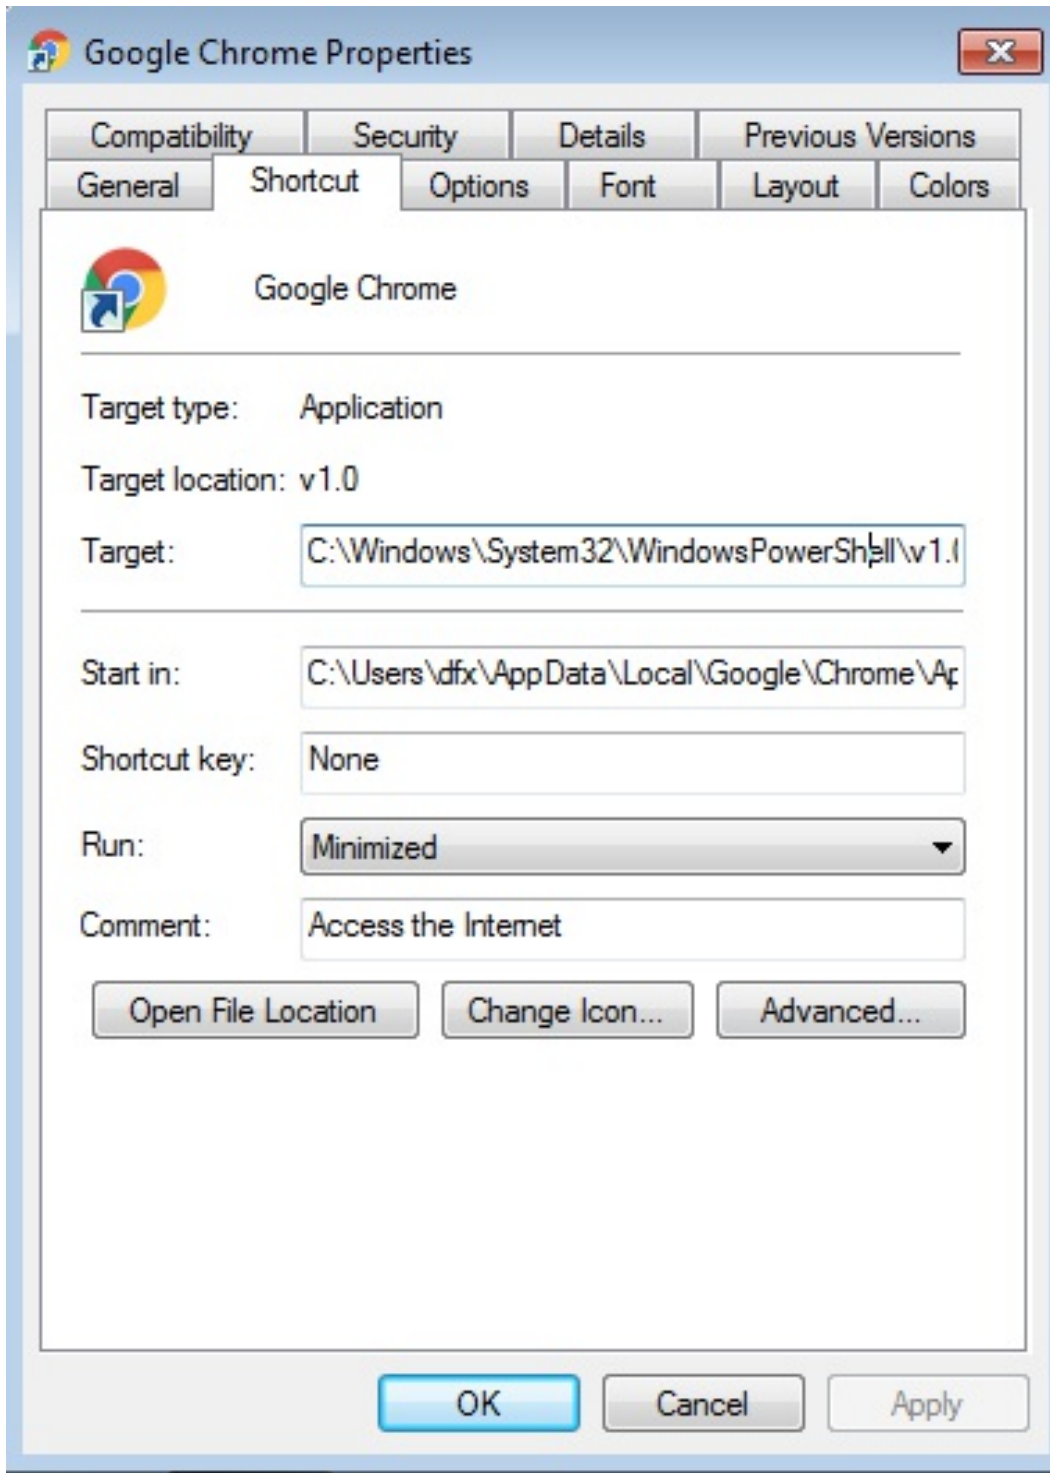 Google Chrome Properties
Compatibility Security Details Previous Versions
General Shortcut Options Font Layout Colors
Google Chrome
Target type: Application
Target location: v1.0
Target: C:\Windows\System32\WindowsPowerShell\v1.(
Start in: C:\Users\dfx\AppData\Local\Google\Chrome\Ap
Shortcut key: None
Run: Minimized
Comment: Access the Internet
Open File Location Change Icon... Advanced...
OK Cancel Apply